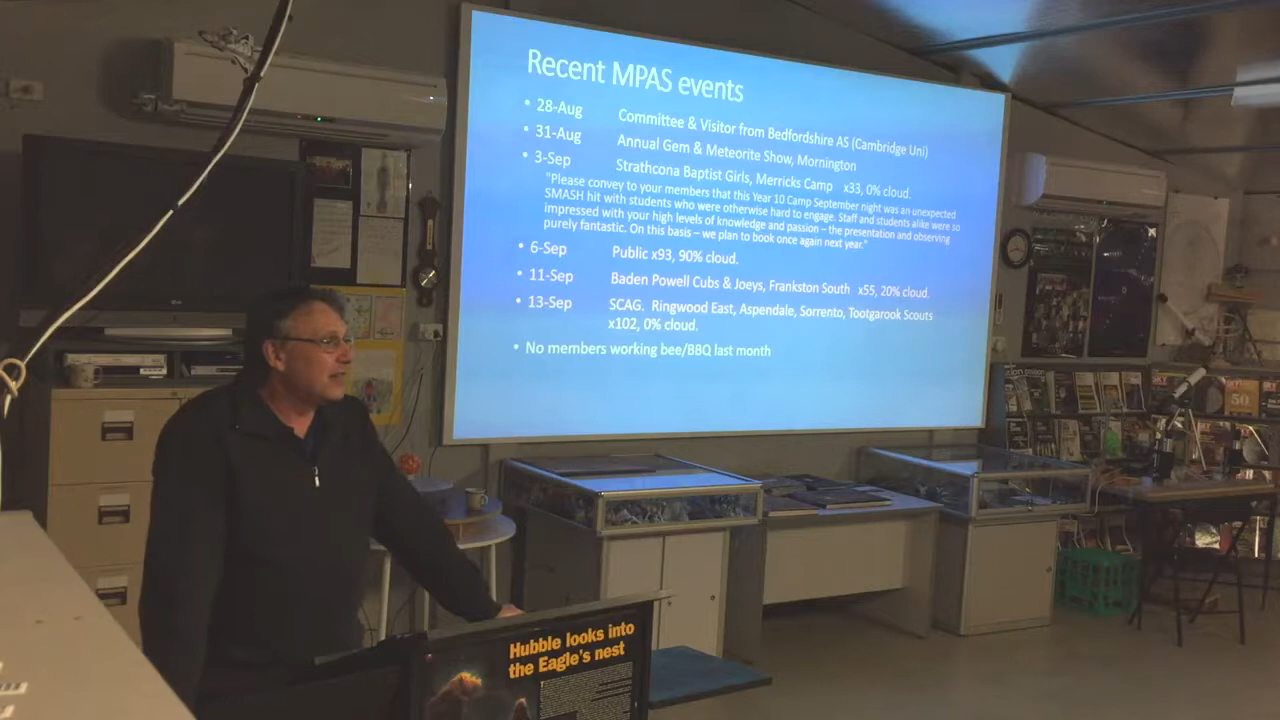 Recent MPAS events
• 28-Aug Committee & Visitor from Bedfordshire AS (Cambridge Uni)
• 31-Aug Annual Gem & Meteorite Show, Mornington
• 3-Sep Strathcona Baptist Girls, Merricks Camp x33, 0% cloud.
"Please convey to your members that this Year 10 Camp September night was an unexpected
SMASH hit with students who were otherwise hard to engage. Staff and students alike were so
impressed with your high levels of knowledge and passion – the presentation and observing
purely fantastic. On this basis – we plan to book once again next year."
• 6-Sep Public x93, 90% cloud.
• 11-Sep Baden Powell Cubs & Joeys, Frankston South x55, 20% cloud.
• 13-Sep SCAG. Ringwood East, Aspendale, Sorrento, Tootgarook Scouts
x102, 0% cloud.
• No members working bee/BBQ last month
Hubble looks into
the Eagle's nest
50